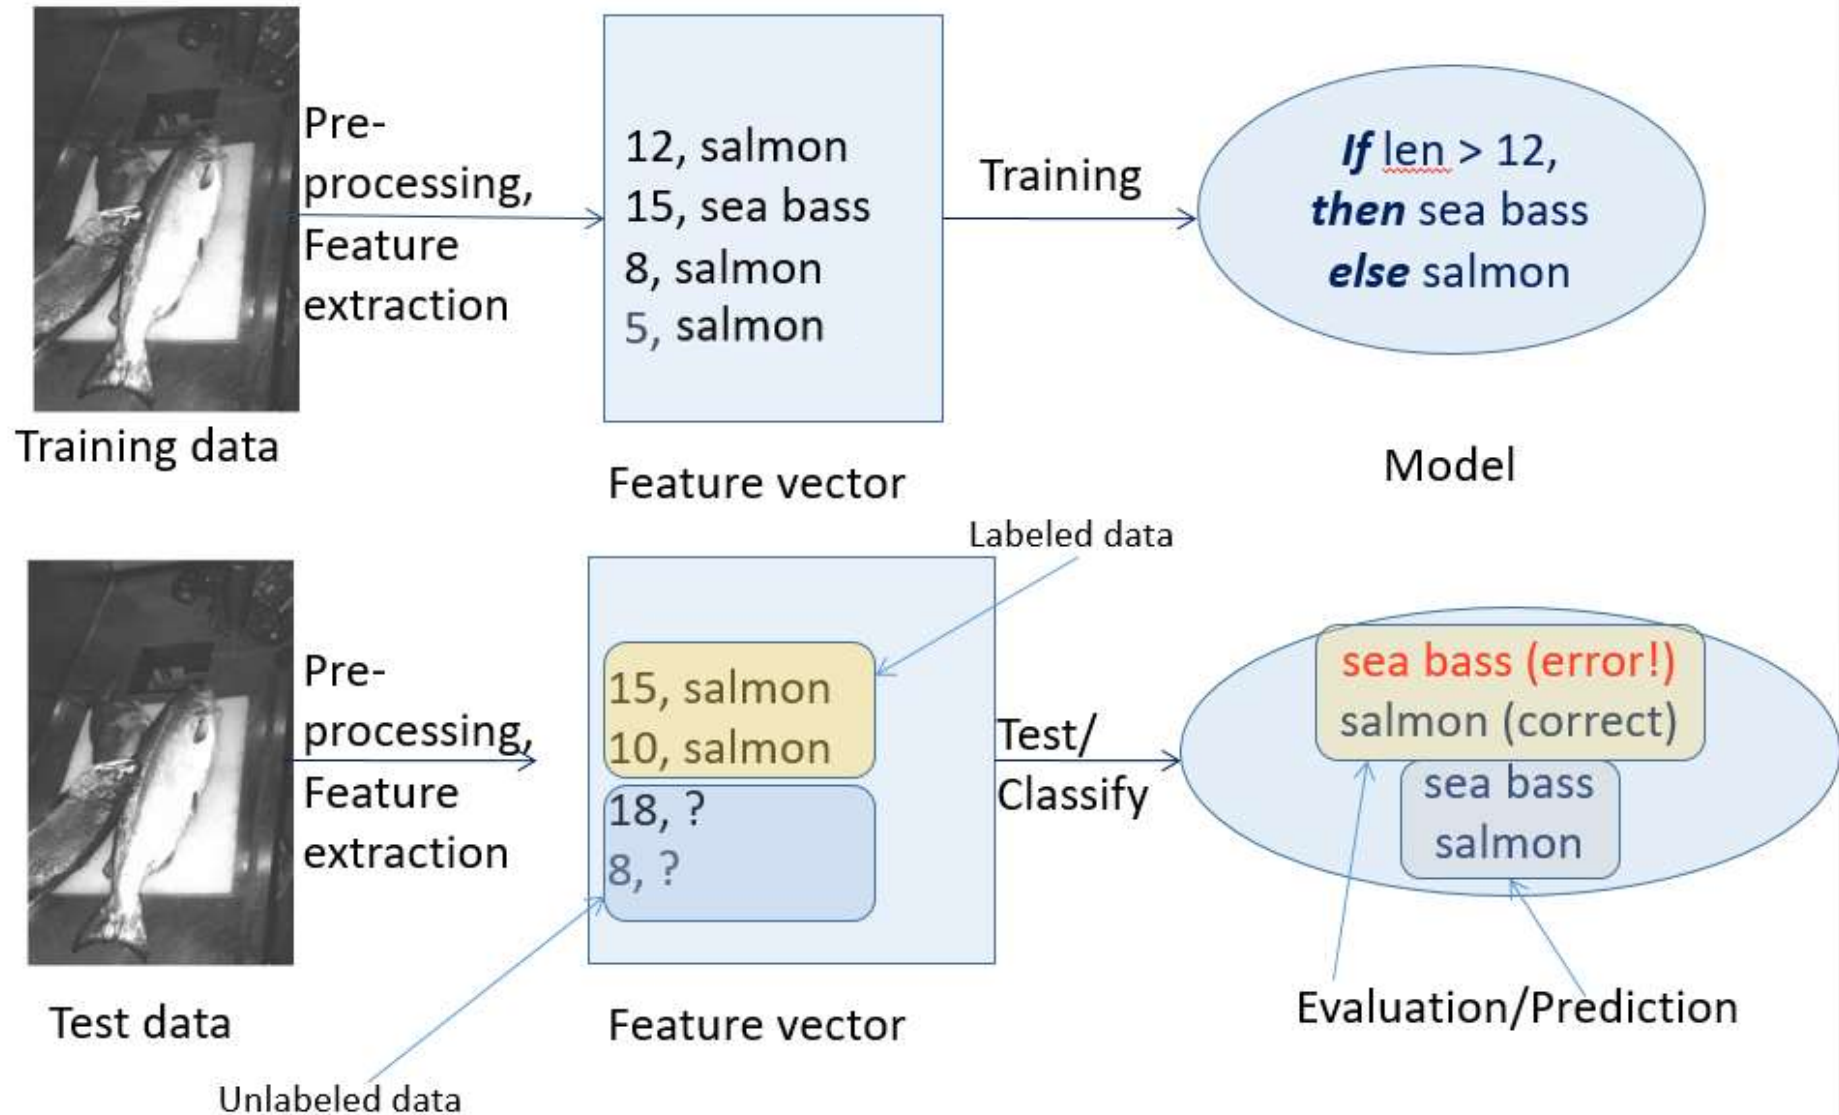 Pre-
processing,
Feature
extraction
Training data
12, salmon
15, sea bass
8, salmon
5, salmon
Feature vector
Training
If len > 12,
then sea bass
else salmon
Model
Pre-
processing,
Feature
extraction
Test data
Labeled data
15, salmon
10, salmon
18, ?
8, ?
Feature vector
Unlabeled data
Test/
Classify
sea bass (error!)
salmon (correct)
sea bass
salmon
Evaluation/Prediction